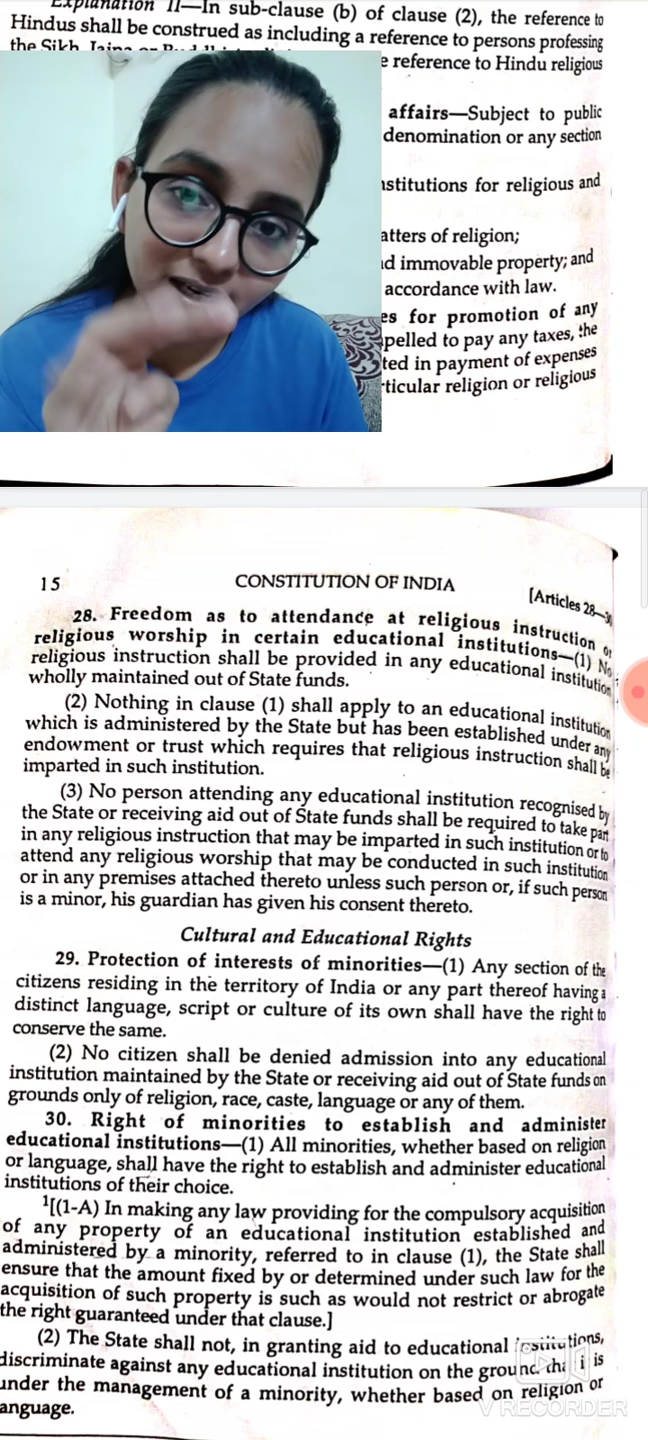 Explanation II—In sub-clause (b) of clause (2), the reference to
Hindus shall be construed as including a reference to persons professing
the Sikh, Jaina or
e reference to Hindu religious
affairs—Subject to public
denomination or any section
stitutions for religious and
atters of religion;
d immovable property; and
accordance with law.
es for promotion of any
pelled to pay any taxes, the
ted in payment of expenses
ticular religion or religious
15
CONSTITUTION OF INDIA
[Articles 28—30
28. Freedom as to attendance at religious instruction or
religious worship in certain educational institutions—(1) No
religious instruction shall be provided in any educational institution
wholly maintained out of State funds.
(2) Nothing in clause (1) shall apply to an educational institution
which is administered by the State but has been established under any
endowment or trust which requires that religious instruction shall be
imparted in such institution.
(3) No person attending any educational institution recognised by
the State or receiving aid out of State funds shall be required to take part
in any religious instruction that may be imparted in such institution or to
attend any religious worship that may be conducted in such institution
or in any premises attached thereto unless such person or, if such person
is a minor, his guardian has given his consent thereto.
Cultural and Educational Rights
29. Protection of interests of minorities—(1) Any section of the
citizens residing in the territory of India or any part thereof having a
distinct language, script or culture of its own shall have the right to
conserve the same.
(2) No citizen shall be denied admission into any educational
institution maintained by the State or receiving aid out of State funds on
grounds only of religion, race, caste, language or any of them.
30. Right of minorities to establish and administer
educational institutions—(1) All minorities, whether based on religion
or language, shall have the right to establish and administer educational
institutions of their choice.
¹[(1-A) In making any law providing for the compulsory acquisition
of any property of an educational institution established and
administered by a minority, referred to in clause (1), the State shall
ensure that the amount fixed by or determined under such law for the
acquisition of such property is such as would not restrict or abrogate
the right guaranteed under that clause.]
(2) The State shall not, in granting aid to educational institutions,
discriminate against any educational institution on the ground that it is
under the management of a minority, whether based on religion or
anguage.
V RECORDER